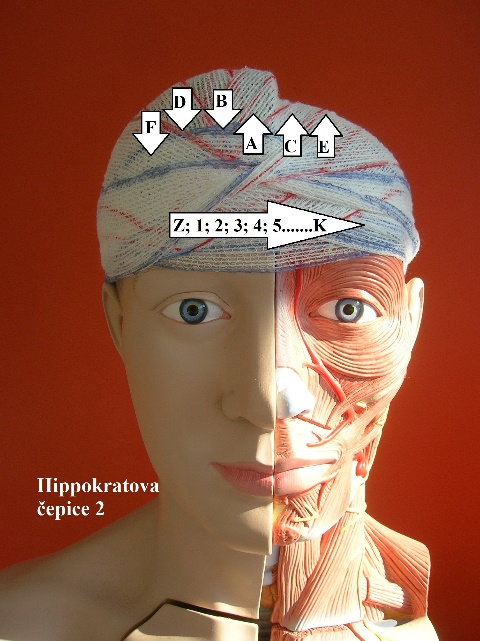 D B
F A C E
Z; 1; 2; 3; 4; 5.......K
Hippokratova
čepice 2